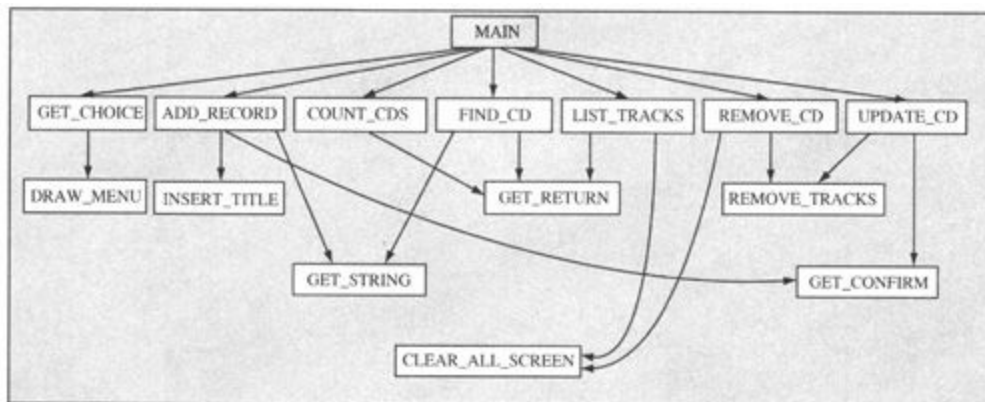 MAIN
GET_CHOICE
ADD_RECORD
COUNT_CDS
FIND_CD
LIST_TRACKS
REMOVE_CD
UPDATE_CD
DRAW_MENU
INSERT_TITLE
GET_RETURN
REMOVE_TRACKS
GET_STRING
GET_CONFIRM
CLEAR_ALL_SCREEN